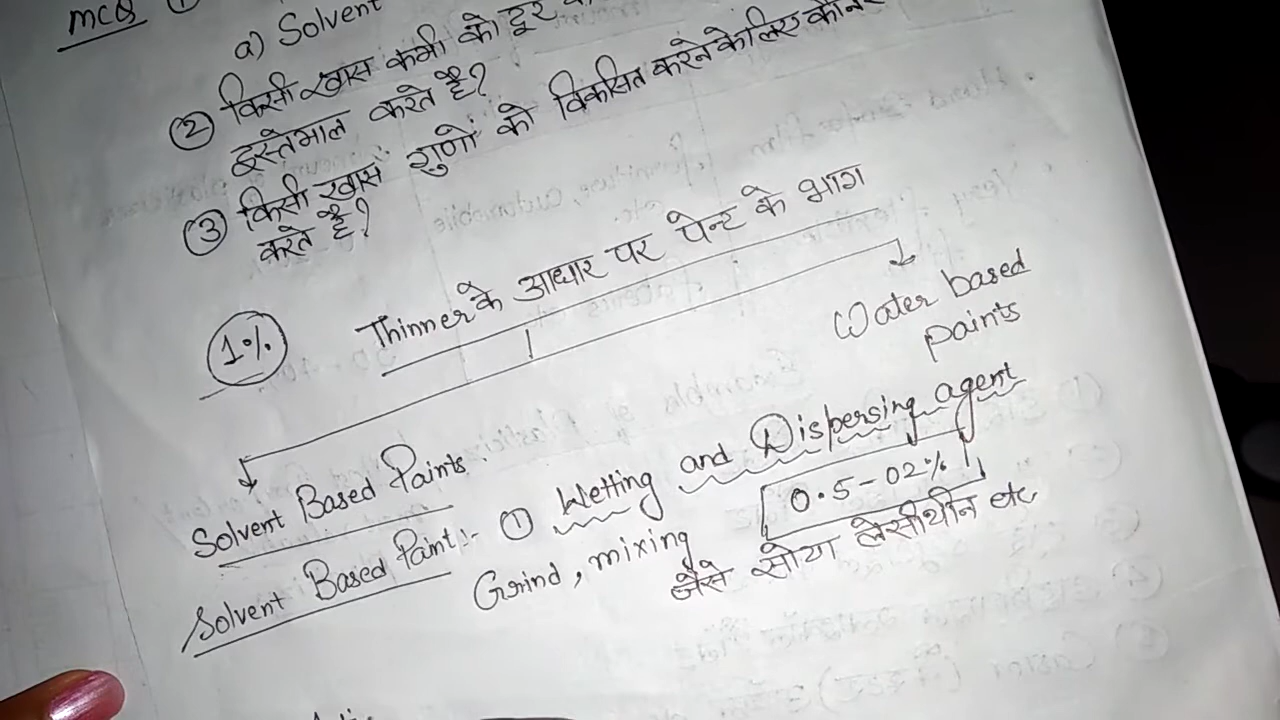 MCQ ①
a) Solvent
② किसी खास कमी को दूर
इस्तेमाल करते है?
③ किसी खास गुणों को विकसित करने के लिए
करते है?
1%
Thinner के आधार पर पेन्ट के भाग
Water based
paints
Solvent Based Paints.
Solvent Based Paint:- ① Wetting and Dispersing agent
Grind, mixing
0.5-02%
जैसे सोया लेसीथीन etc